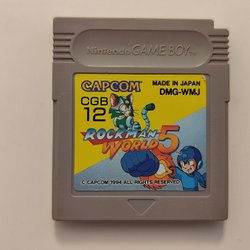 Nintendo GAME BOY
CAPCOM
MADE IN JAPAN
DMG-WMJ
CGB
12
ROCKMAN
WORLD 5
© CAPCOM 1994 ALL RIGHTS RESERVED